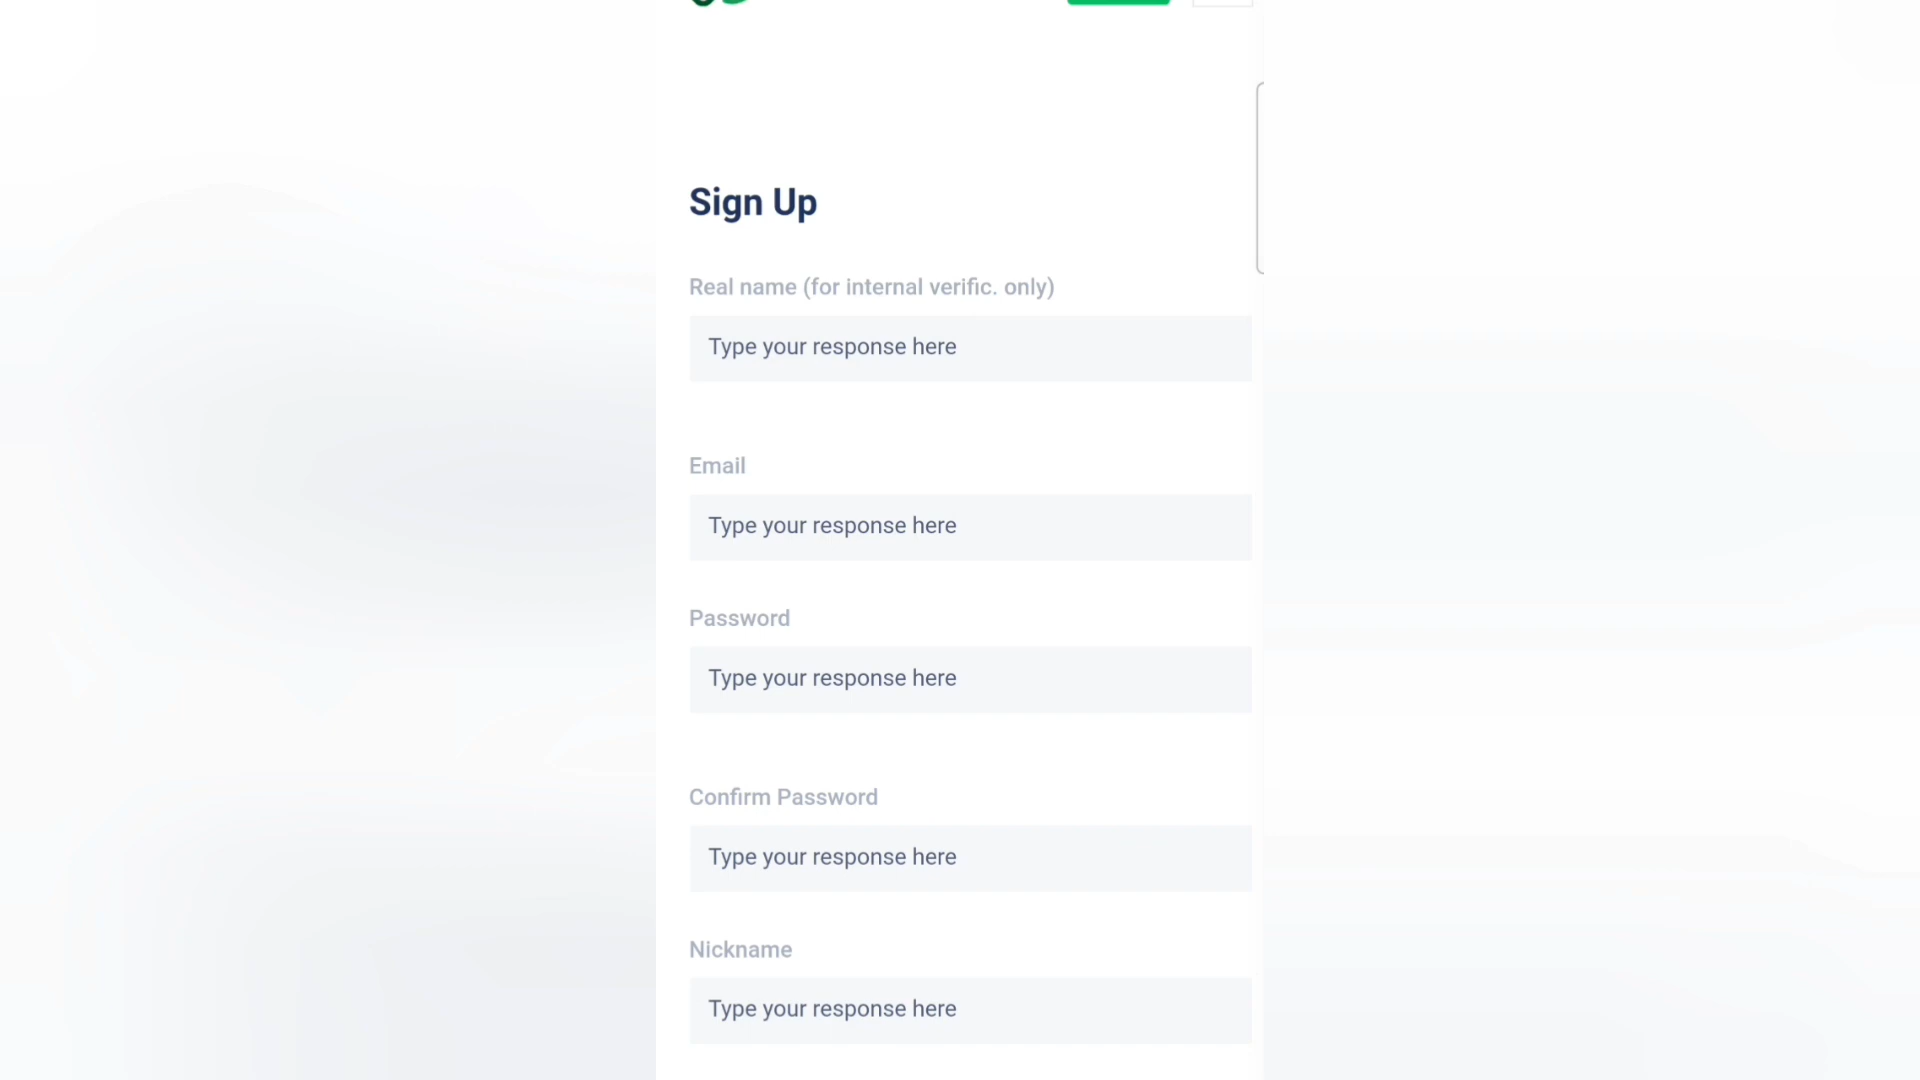 Sign Up
Real name (for internal verific. only)
Type your response here
Email
Type your response here
Password
Type your response here
Confirm Password
Type your response here
Nickname
Type your response here